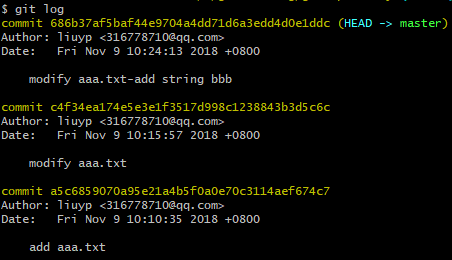 $ git log
commit 686b37af5baf44e9704a4dd71d6a3edd4d0e1ddc (HEAD -> master)
Author: liuyp <316778710@qq.com>
Date:   Fri Nov 9 10:24:13 2018 +0800
    modify aaa.txt-add string bbb
commit c4f34ea174e5e3e1f3517d998c1238843b3d5c6c
Author: liuyp <316778710@qq.com>
Date:   Fri Nov 9 10:15:57 2018 +0800
    modify aaa.txt
commit a5c6859070a95e21a4b5f0a0e70c3114aef674c7
Author: liuyp <316778710@qq.com>
Date:   Fri Nov 9 10:10:35 2018 +0800
    add aaa.txt